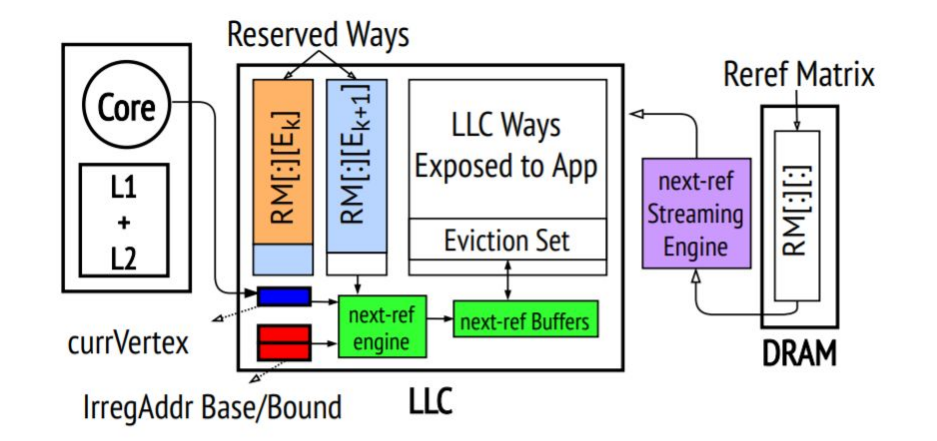 Reserved Ways
Core
L1
+
L2
RM[:][Eₖ]
RM[:][Eₖ₊₁]
LLC Ways
Exposed to App
Eviction Set
next-ref
engine
next-ref Buffers
currVertex
IrregAddr Base/Bound
LLC
next-ref
Streaming
Engine
Reref Matrix
RM[:][:]
DRAM